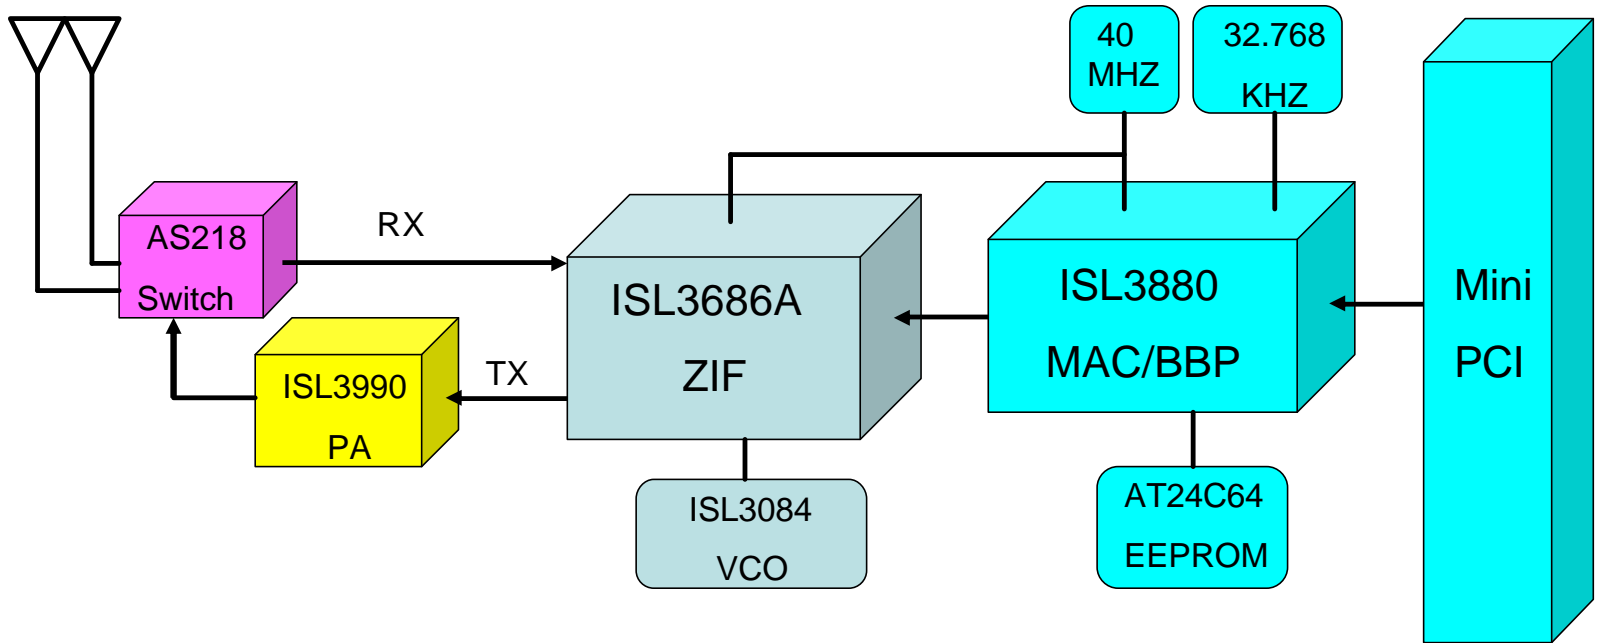 40
MHZ
32.768
KHZ
RX
AS218
Switch
ISL3686A
ZIF
ISL3880
MAC/BBP
Mini
PCI
TX
ISL3990
PA
ISL3084
VCO
AT24C64
EEPROM